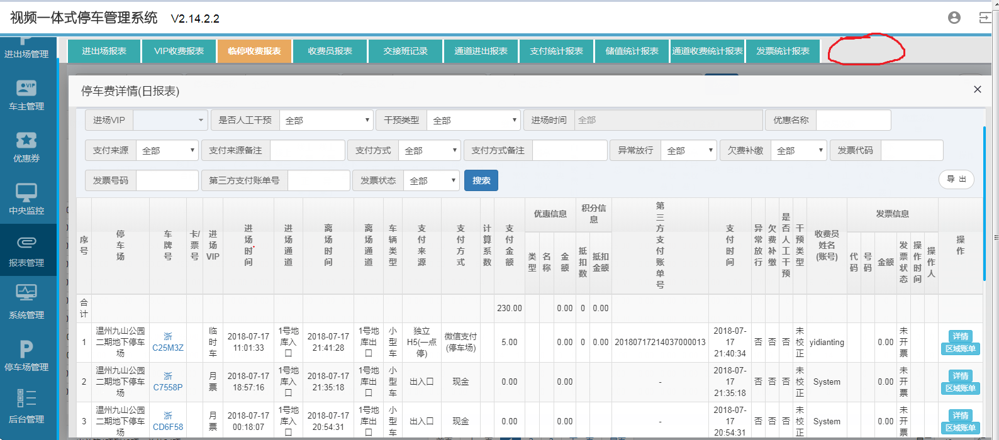 视频一体式停车管理系统 V2.14.2.2
进出场管理
车主管理
优惠券
中央监控
报表管理
系统管理
停车场管理
后台管理
进出场报表 VIP收费报表 临停收费报表 收费员报表 交接班记录 通道进出报表 支付统计报表 储值统计报表 通道收费统计报表 发票统计报表
停车费详情(日报表) ×
进场VIP 是否人工干预 全部 干预类型 全部 进场时间 全部 优惠名称
支付来源 全部 支付来源备注 支付方式 全部 支付方式备注 异常放行 全部 欠费补缴 全部 发票代码
发票号码 第三方支付账单号 发票状态 全部 搜索 导 出
序号 停车场 车牌号 卡/票号 进场VIP 进场时间 进场通道 离场时间 离场通道 车辆类型 支付来源 支付方式 计算系数 支付金额 优惠信息 积分信息 第三方支付账单号 支付时间 异常放行 欠费补缴 是否人工干预 干预类型 收费员姓名(账号) 发票信息 操作
类型 名称 金额 抵扣数 抵扣金额 代码 号码 金额 发票状态 操作时间 操作人
合计 230.00 0.00 0 0.00
1 温州九山公园二期地下停车场 浙C25M3Z 临时车 2018-07-17 11:01:33 1号地库入口 2018-07-17 21:41:28 1号地库出口 小型车 独立H5(一点停) 微信支付(停车场) 5.00 0.00 0 0.00 20180717214037000013 2018-07-17 21:40:34 否 否 否 未校正 yidianting 0.00 未开票 详情 区域账单
2 温州九山公园二期地下停车场 浙C7558P 月票 2018-07-17 18:57:16 1号地库入口 2018-07-17 21:35:18 1号地库出口 小型车 出入口 现金 0.00 0.00 - 2018-07-17 21:35:18 否 否 否 未校正 System 0.00 未开票 详情 区域账单
3 温州九山公园二期地下停车场 浙CD6F58 月票 2018-07-17 00:18:07 1号地库入口 2018-07-17 20:54:31 1号地库出口 小型车 出入口 现金 0.00 0.00 - 2018-07-17 20:54:31 否 否 否 未校正 System 0.00 未开票 详情 区域账单